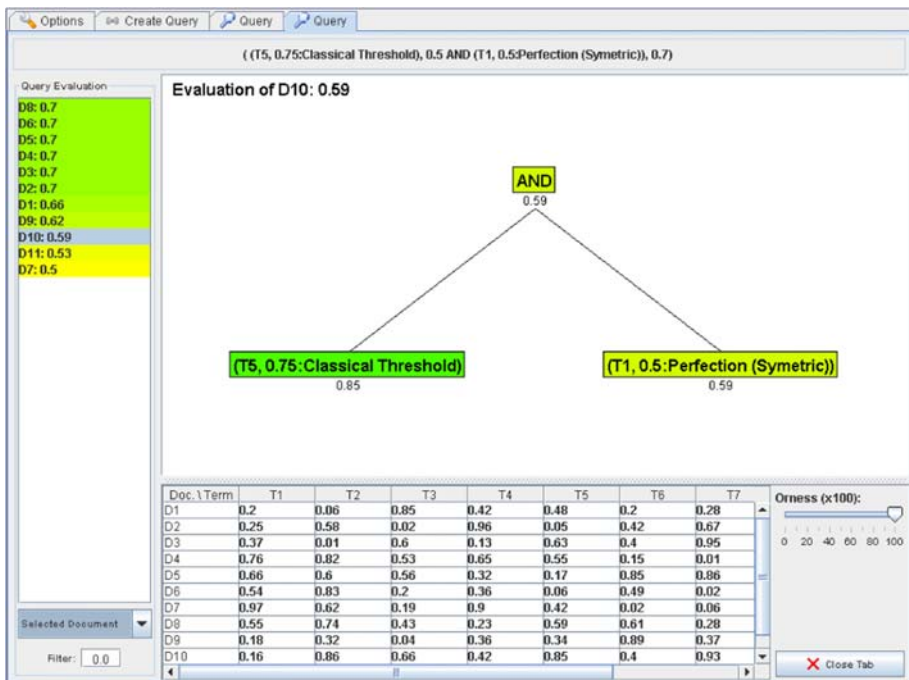 Options Create Query Query Query
( (T5, 0.75:Classical Threshold), 0.5 AND (T1, 0.5:Perfection (Symetric)), 0.7)
Query Evaluation
D8: 0.7
D6: 0.7
D5: 0.7
D4: 0.7
D3: 0.7
D2: 0.7
D1: 0.66
D9: 0.62
D10: 0.59
D11: 0.53
D7: 0.5
Selected Document
Filter: 0.0
Evaluation of D10: 0.59
AND
0.59
(T5, 0.75:Classical Threshold) (T1, 0.5:Perfection (Symetric))
0.85 0.59
Doc. \ Term T1 T2 T3 T4 T5 T6 T7
D1 0.2 0.06 0.85 0.42 0.48 0.2 0.28
D2 0.25 0.58 0.02 0.96 0.05 0.42 0.67
D3 0.37 0.01 0.6 0.13 0.63 0.4 0.95
D4 0.76 0.82 0.53 0.65 0.55 0.15 0.01
D5 0.66 0.6 0.56 0.32 0.17 0.85 0.86
D6 0.54 0.83 0.2 0.36 0.06 0.49 0.02
D7 0.97 0.62 0.19 0.9 0.42 0.02 0.06
D8 0.55 0.74 0.43 0.23 0.59 0.61 0.28
D9 0.18 0.32 0.04 0.36 0.34 0.89 0.37
D10 0.16 0.86 0.66 0.42 0.85 0.4 0.93
Orness (x100):
0 20 40 60 80 100
Close Tab